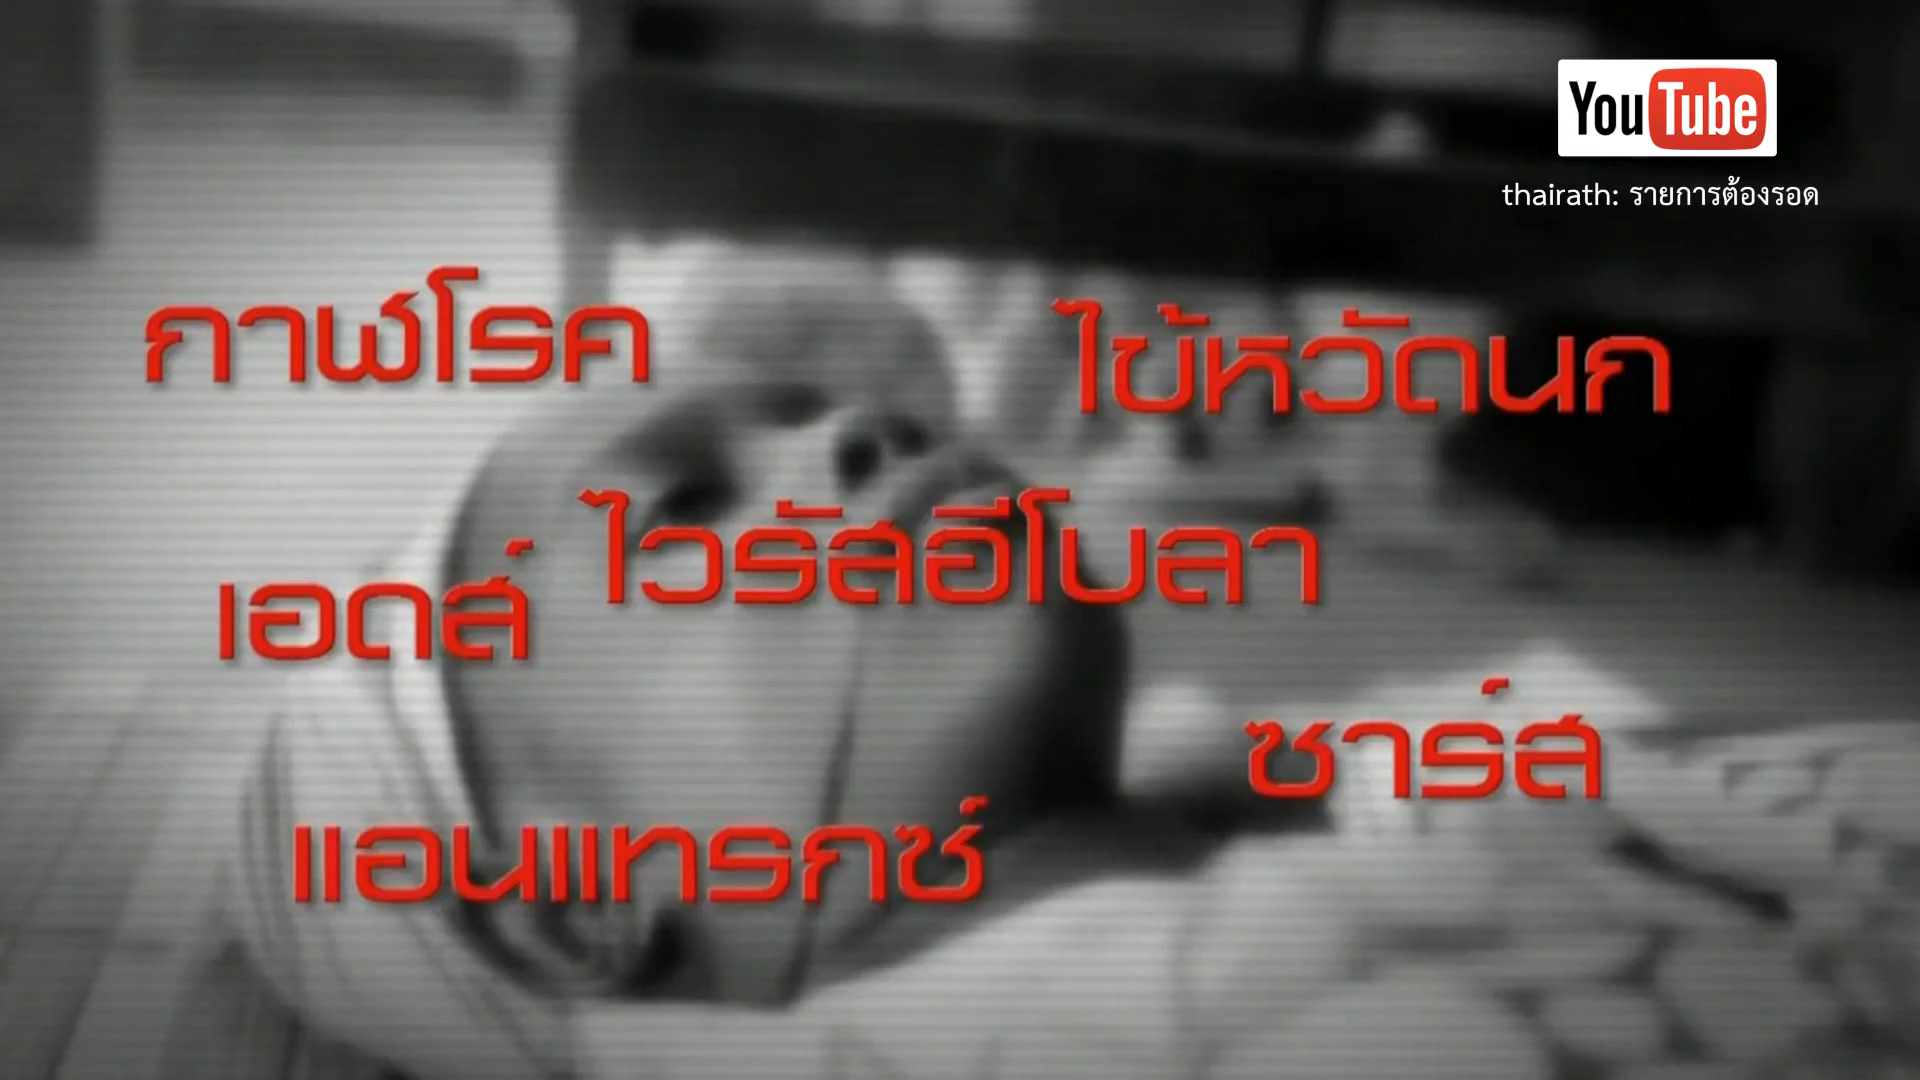 YouTube
thairath: รายการต้องรอด
กาฬโรค
ไข้หวัดนก
ไวรัสอีโบลา
เอดส์
ซาร์ส
แอนแทรกซ์